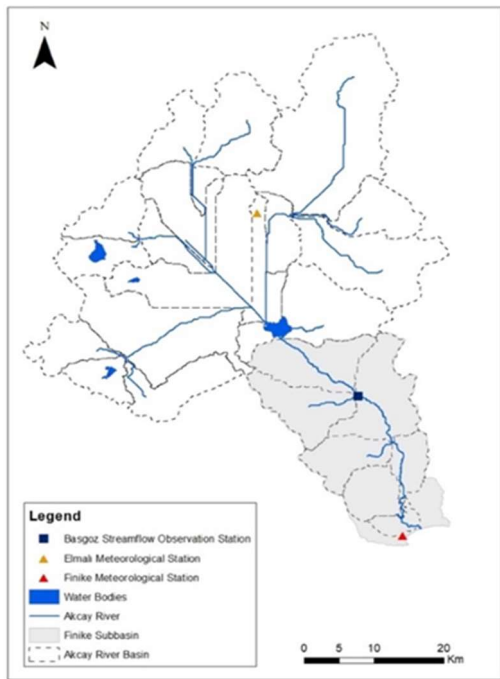 N
Legend
Basgoz Streamflow Observation Station
Elmalı Meteorological Station
Finike Meteorological Station
Water Bodies
Akcay River
Finike Subbasin
Akcay River Basin
0 5 10 20
Km